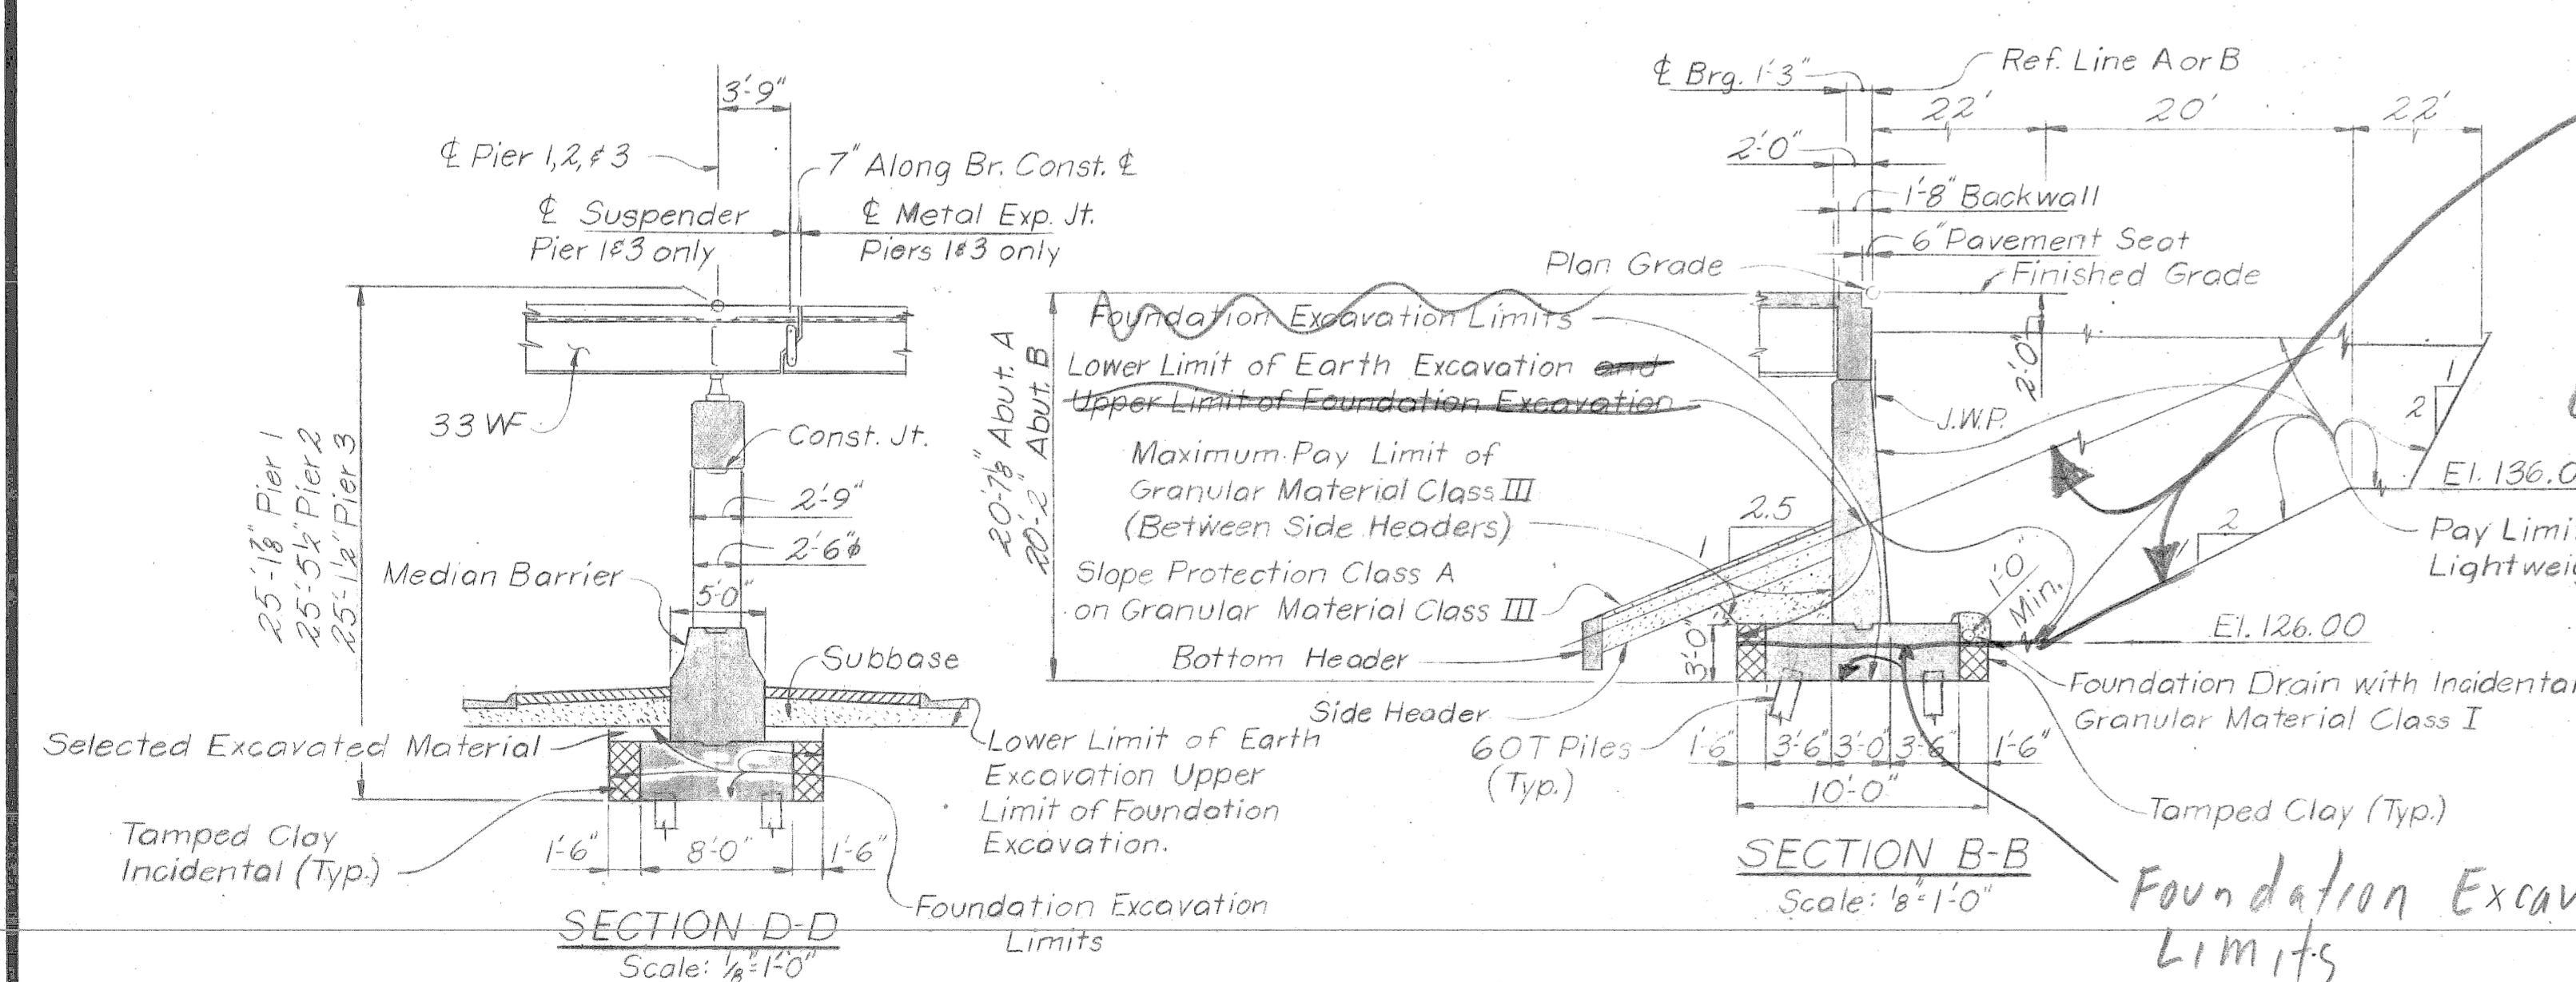 3'-9"
℄ Pier 1,2,& 3
7" Along Br. Const. ℄
℄ Suspender
Pier 1&3 only
℄ Metal Exp. Jt.
Piers 1&3 only
33 WF
Const. Jt.
2'-9"
2'-6"ϕ
Median Barrier
5'-0"
25'-1⅞" Pier 1
25'-5½" Pier 2
25'-1½" Pier 3
Subbase
Selected Excavated Material
Lower Limit of Earth
Excavation Upper
Limit of Foundation
Excavation.
Tamped Clay
Incidental (Typ.)
1'-6"
8'-0"
1'-6"
Foundation Excavation
Limits
SECTION D-D
Scale: ⅛"=1'-0"
℄ Brg. 1'-3"
Ref. Line A or B
22'
20'
22'
2'-0"
1'-8" Backwall
6" Pavement Seat
Plan Grade
Finished Grade
Foundation Excavation Limits
Lower Limit of Earth Excavation and
Upper Limit of Foundation Excavation
20'-7⅛" Abut. A
20'-2" Abut. B
2'-0"
J.W.P.
1
2
Maximum Pay Limit of
Granular Material Class III
(Between Side Headers)
2.5
1
El. 136.0
2
1
Slope Protection Class A
on Granular Material Class III
1'-0"
Min.
El. 126.00
3'-0"
Bottom Header
Side Header
Foundation Drain with Incidental
Granular Material Class I
60T Piles
(Typ.)
1'-6"
3'-6"
3'-0"
3'-6"
1'-6"
10'-0"
Tamped Clay (Typ.)
SECTION B-B
Scale: ⅛"=1'-0"
Foundation Excav
Limits